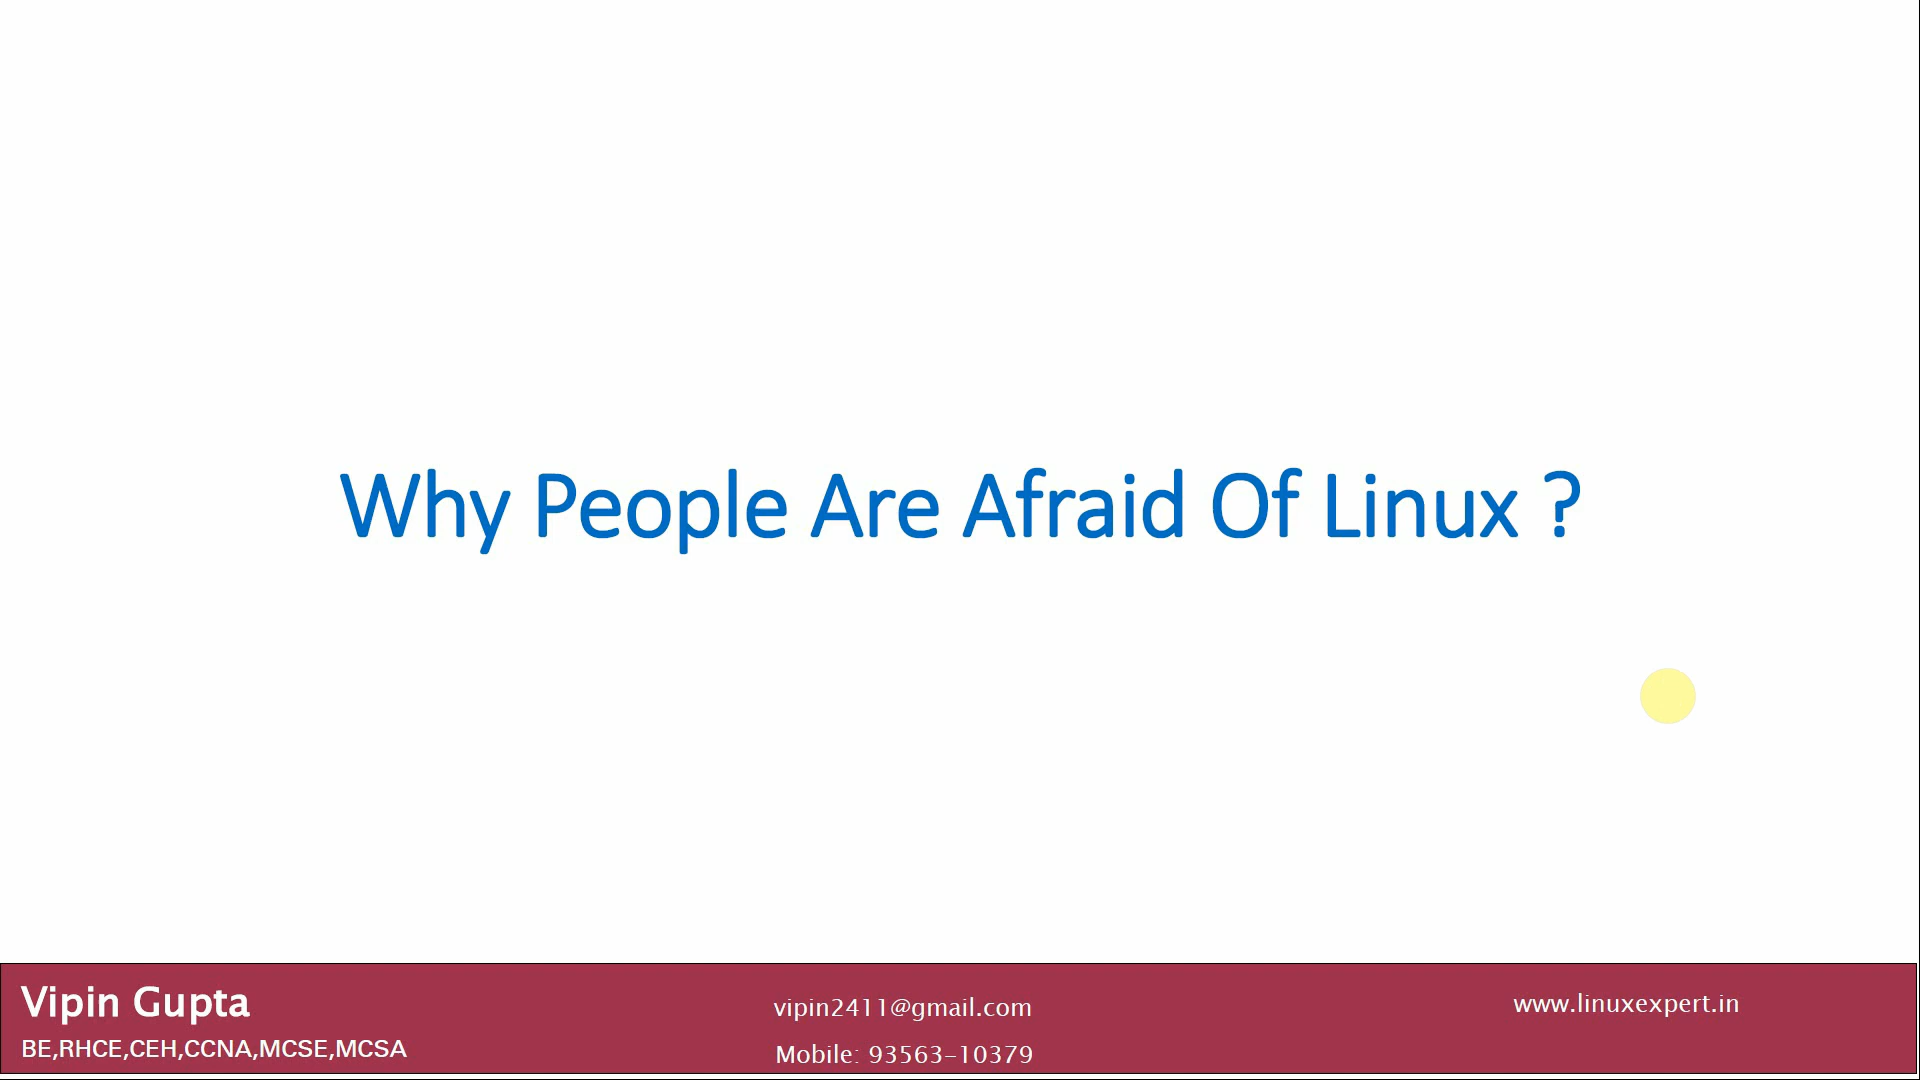 Why People Are Afraid Of Linux ?
Vipin Gupta
BE,RHCE,CEH,CCNA,MCSE,MCSA
vipin2411@gmail.com
Mobile: 93563-10379
www.linuxexpert.in